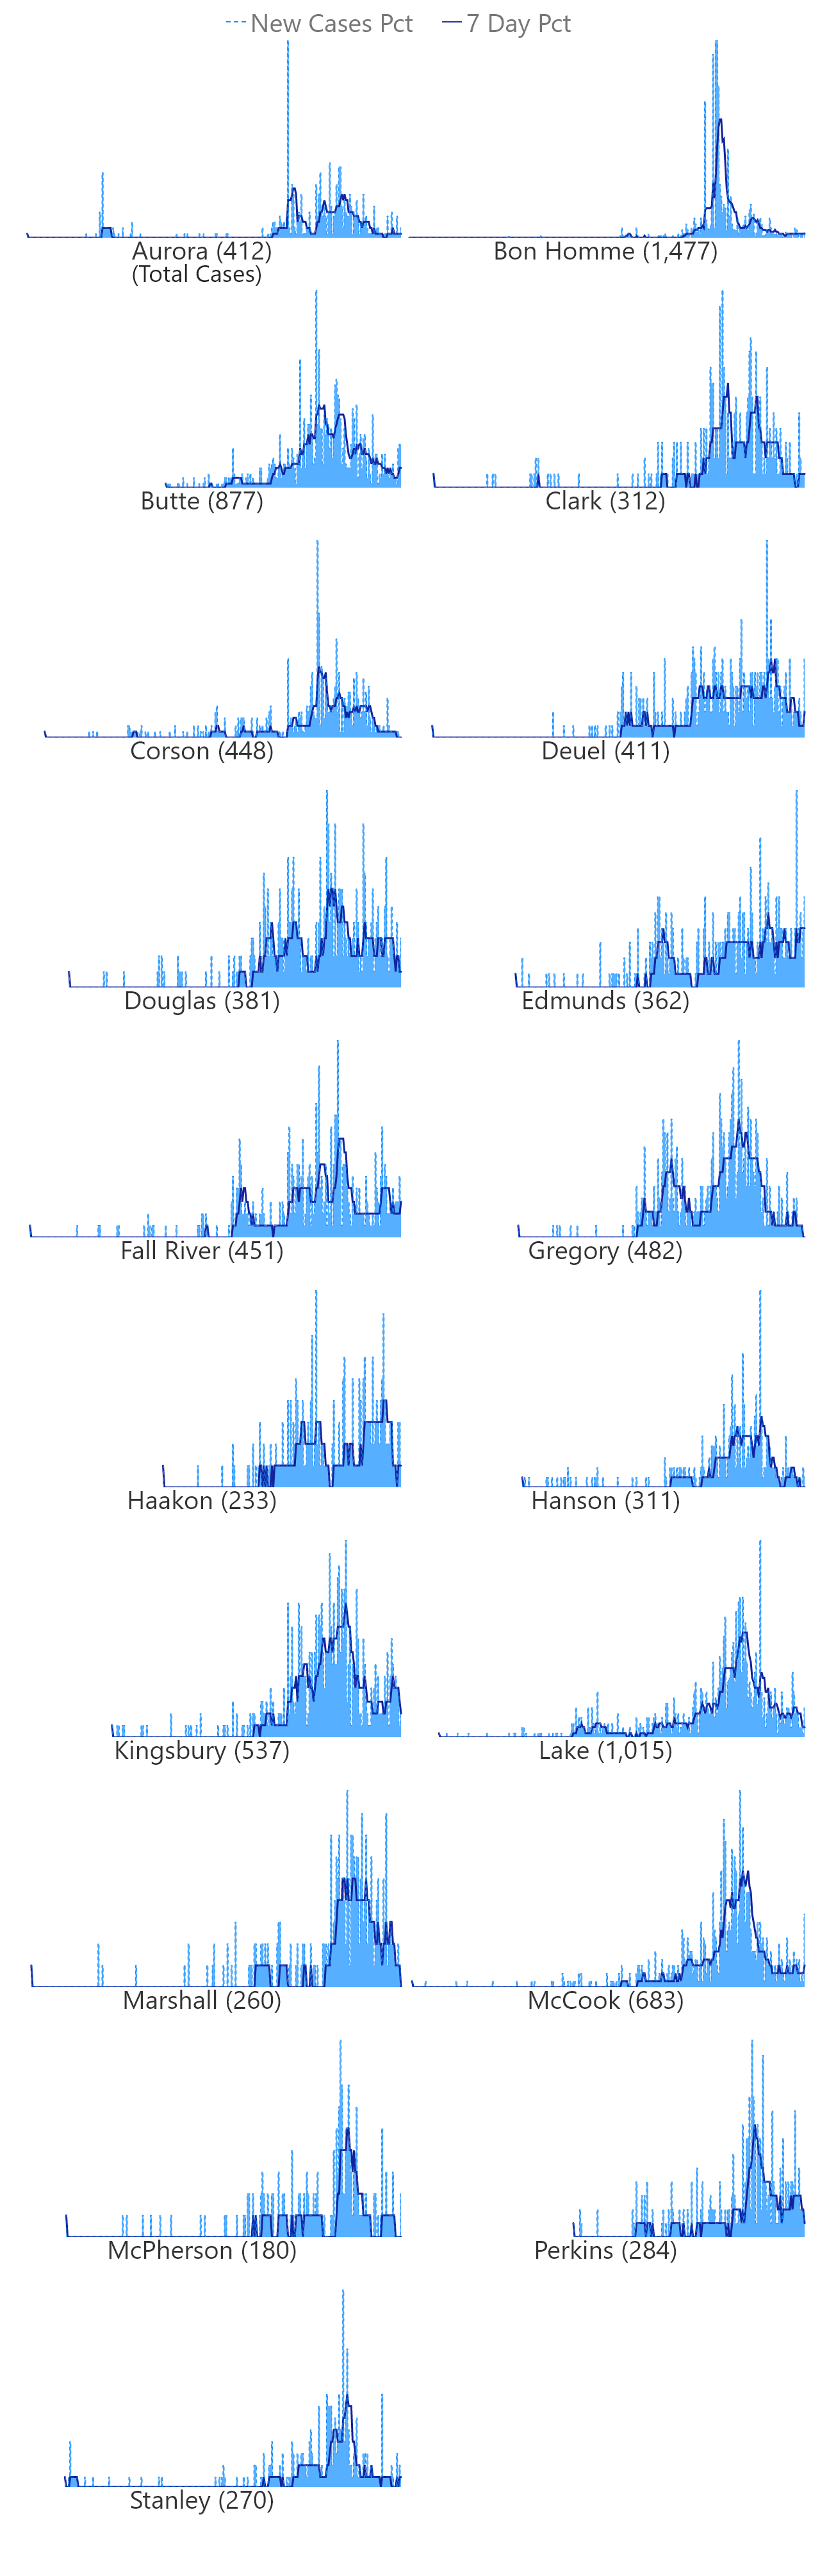 New Cases Pct 7 Day Pct
Aurora (412) Bon Homme (1,477)
(Total Cases)
Butte (877) Clark (312)
Corson (448) Deuel (411)
Douglas (381) Edmunds (362)
Fall River (451) Gregory (482)
Haakon (233) Hanson (311)
Kingsbury (537) Lake (1,015)
Marshall (260) McCook (683)
McPherson (180) Perkins (284)
Stanley (270)